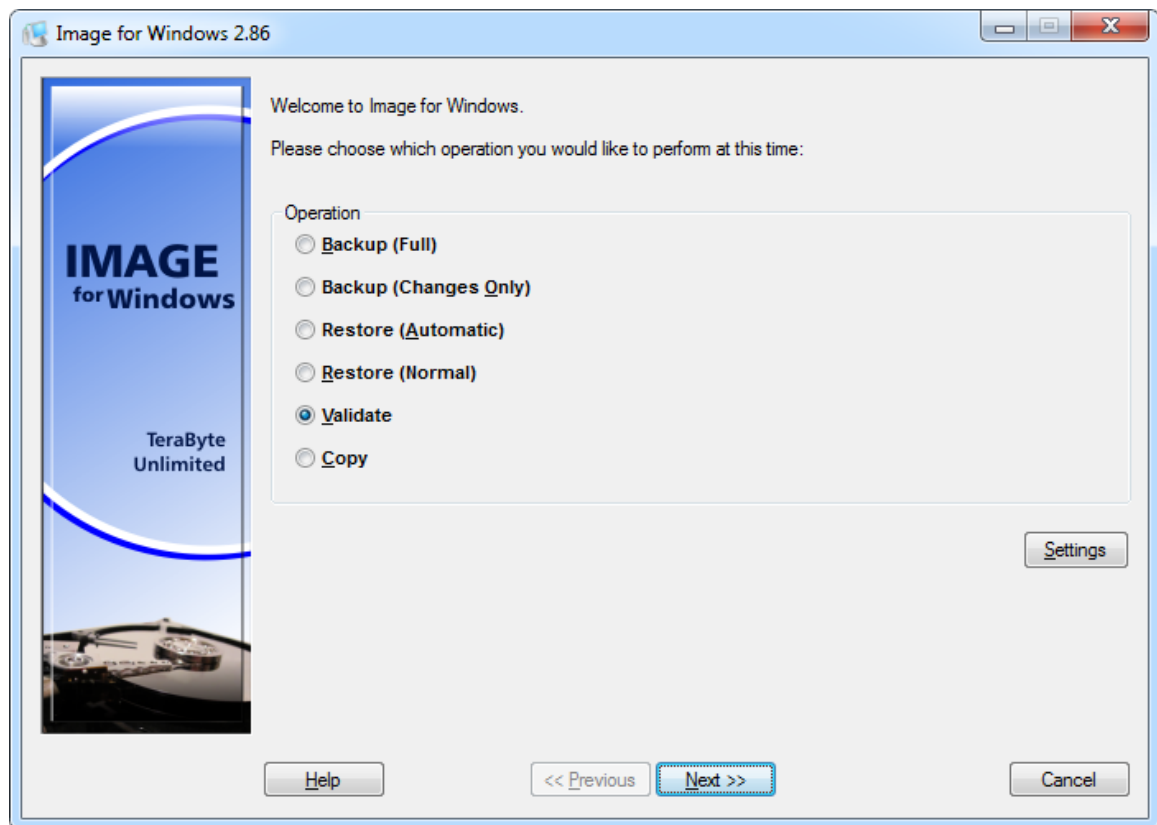 Image for Windows 2.86
Welcome to Image for Windows.
Please choose which operation you would like to perform at this time:
Operation
Backup (Full)
Backup (Changes Only)
Restore (Automatic)
Restore (Normal)
Validate
Copy
IMAGE
for Windows
TeraByte
Unlimited
Settings
Help
<< Previous
Next >>
Cancel